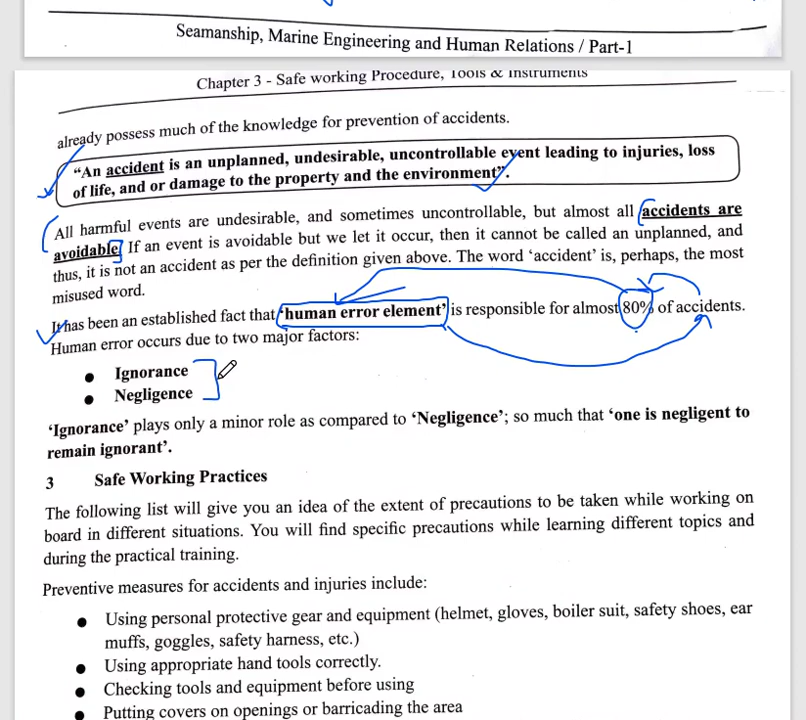 Seamanship, Marine Engineering and Human Relations / Part-1
Chapter 3 - Safe working Procedure, Tools & Instruments
already possess much of the knowledge for prevention of accidents.
“An accident is an unplanned, undesirable, uncontrollable event leading to injuries, loss
of life, and or damage to the property and the environment”.
All harmful events are undesirable, and sometimes uncontrollable, but almost all accidents are
avoidable. If an event is avoidable but we let it occur, then it cannot be called an unplanned, and
thus, it is not an accident as per the definition given above. The word ‘accident’ is, perhaps, the most
misused word.
It has been an established fact that ‘human error element’ is responsible for almost 80% of accidents.
Human error occurs due to two major factors:
● Ignorance
● Negligence
‘Ignorance’ plays only a minor role as compared to ‘Negligence’; so much that ‘one is negligent to
remain ignorant’.
3 Safe Working Practices
The following list will give you an idea of the extent of precautions to be taken while working on
board in different situations. You will find specific precautions while learning different topics and
during the practical training.
Preventive measures for accidents and injuries include:
● Using personal protective gear and equipment (helmet, gloves, boiler suit, safety shoes, ear
muffs, goggles, safety harness, etc.)
● Using appropriate hand tools correctly.
● Checking tools and equipment before using
● Putting covers on openings or barricading the area